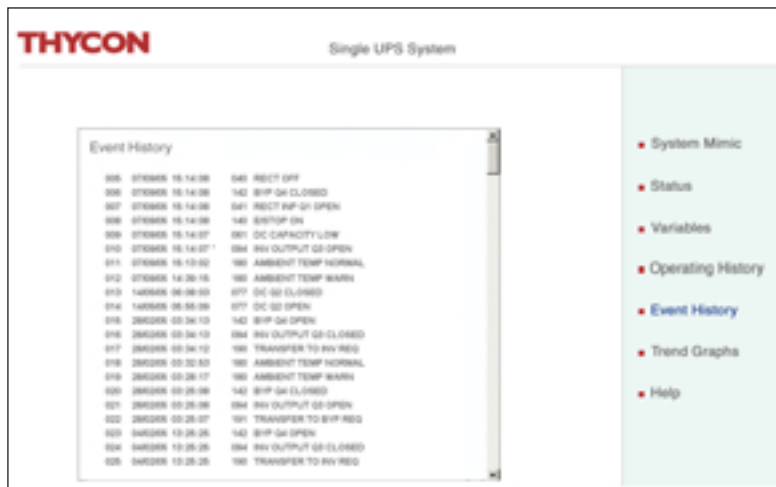 THYCON
Single UPS System
Event History
005 07/09/05 15:14:08 040 RECT OFF
006 07/09/05 15:14:08 142 BYP Q4 CLOSED
007 07/09/05 15:14:08 041 RECT INP Q1 OPEN
008 07/09/05 15:14:08 140 E/STOP ON
009 07/09/05 15:14:07 061 DC CAPACITY LOW
010 07/09/05 15:14:07 094 INV OUTPUT Q3 OPEN
011 07/09/05 15:13:02 180 AMBIENT TEMP NORMAL
012 07/09/05 14:39:15 180 AMBIENT TEMP WARN
013 14/06/05 06:08:03 077 DC Q2 CLOSED
014 14/06/05 05:55:09 077 DC Q2 OPEN
015 28/02/05 03:34:13 142 BYP Q4 OPEN
016 28/02/05 03:34:13 094 INV OUTPUT Q3 CLOSED
017 28/02/05 03:34:12 190 TRANSFER TO INV REQ
018 28/02/05 03:32:53 180 AMBIENT TEMP NORMAL
019 28/02/05 03:28:17 180 AMBIENT TEMP WARN
020 28/02/05 03:25:08 142 BYP Q4 CLOSED
021 28/02/05 03:25:08 094 INV OUTPUT Q3 OPEN
022 28/02/05 03:25:07 191 TRANSFER TO BYP REQ
023 04/02/05 13:25:25 142 BYP Q4 OPEN
024 04/02/05 13:25:25 094 INV OUTPUT Q3 CLOSED
025 04/02/05 13:25:25 190 TRANSFER TO INV REQ
System Mimic
Status
Variables
Operating History
Event History
Trend Graphs
Help